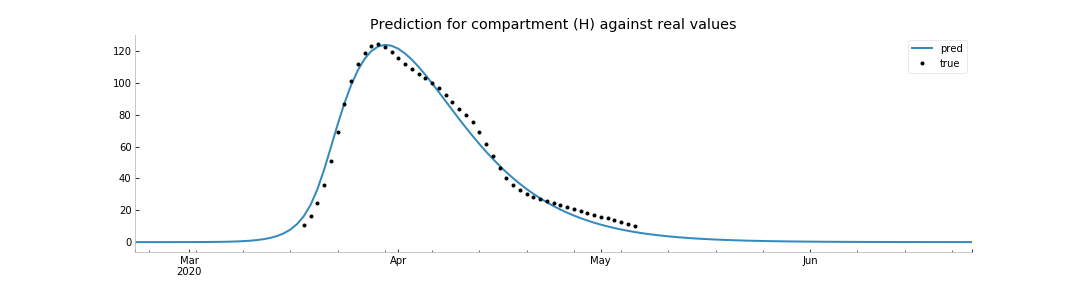 Prediction for compartment (H) against real values
pred
true
120
100
80
60
40
20
0
Mar
2020
Apr
May
Jun